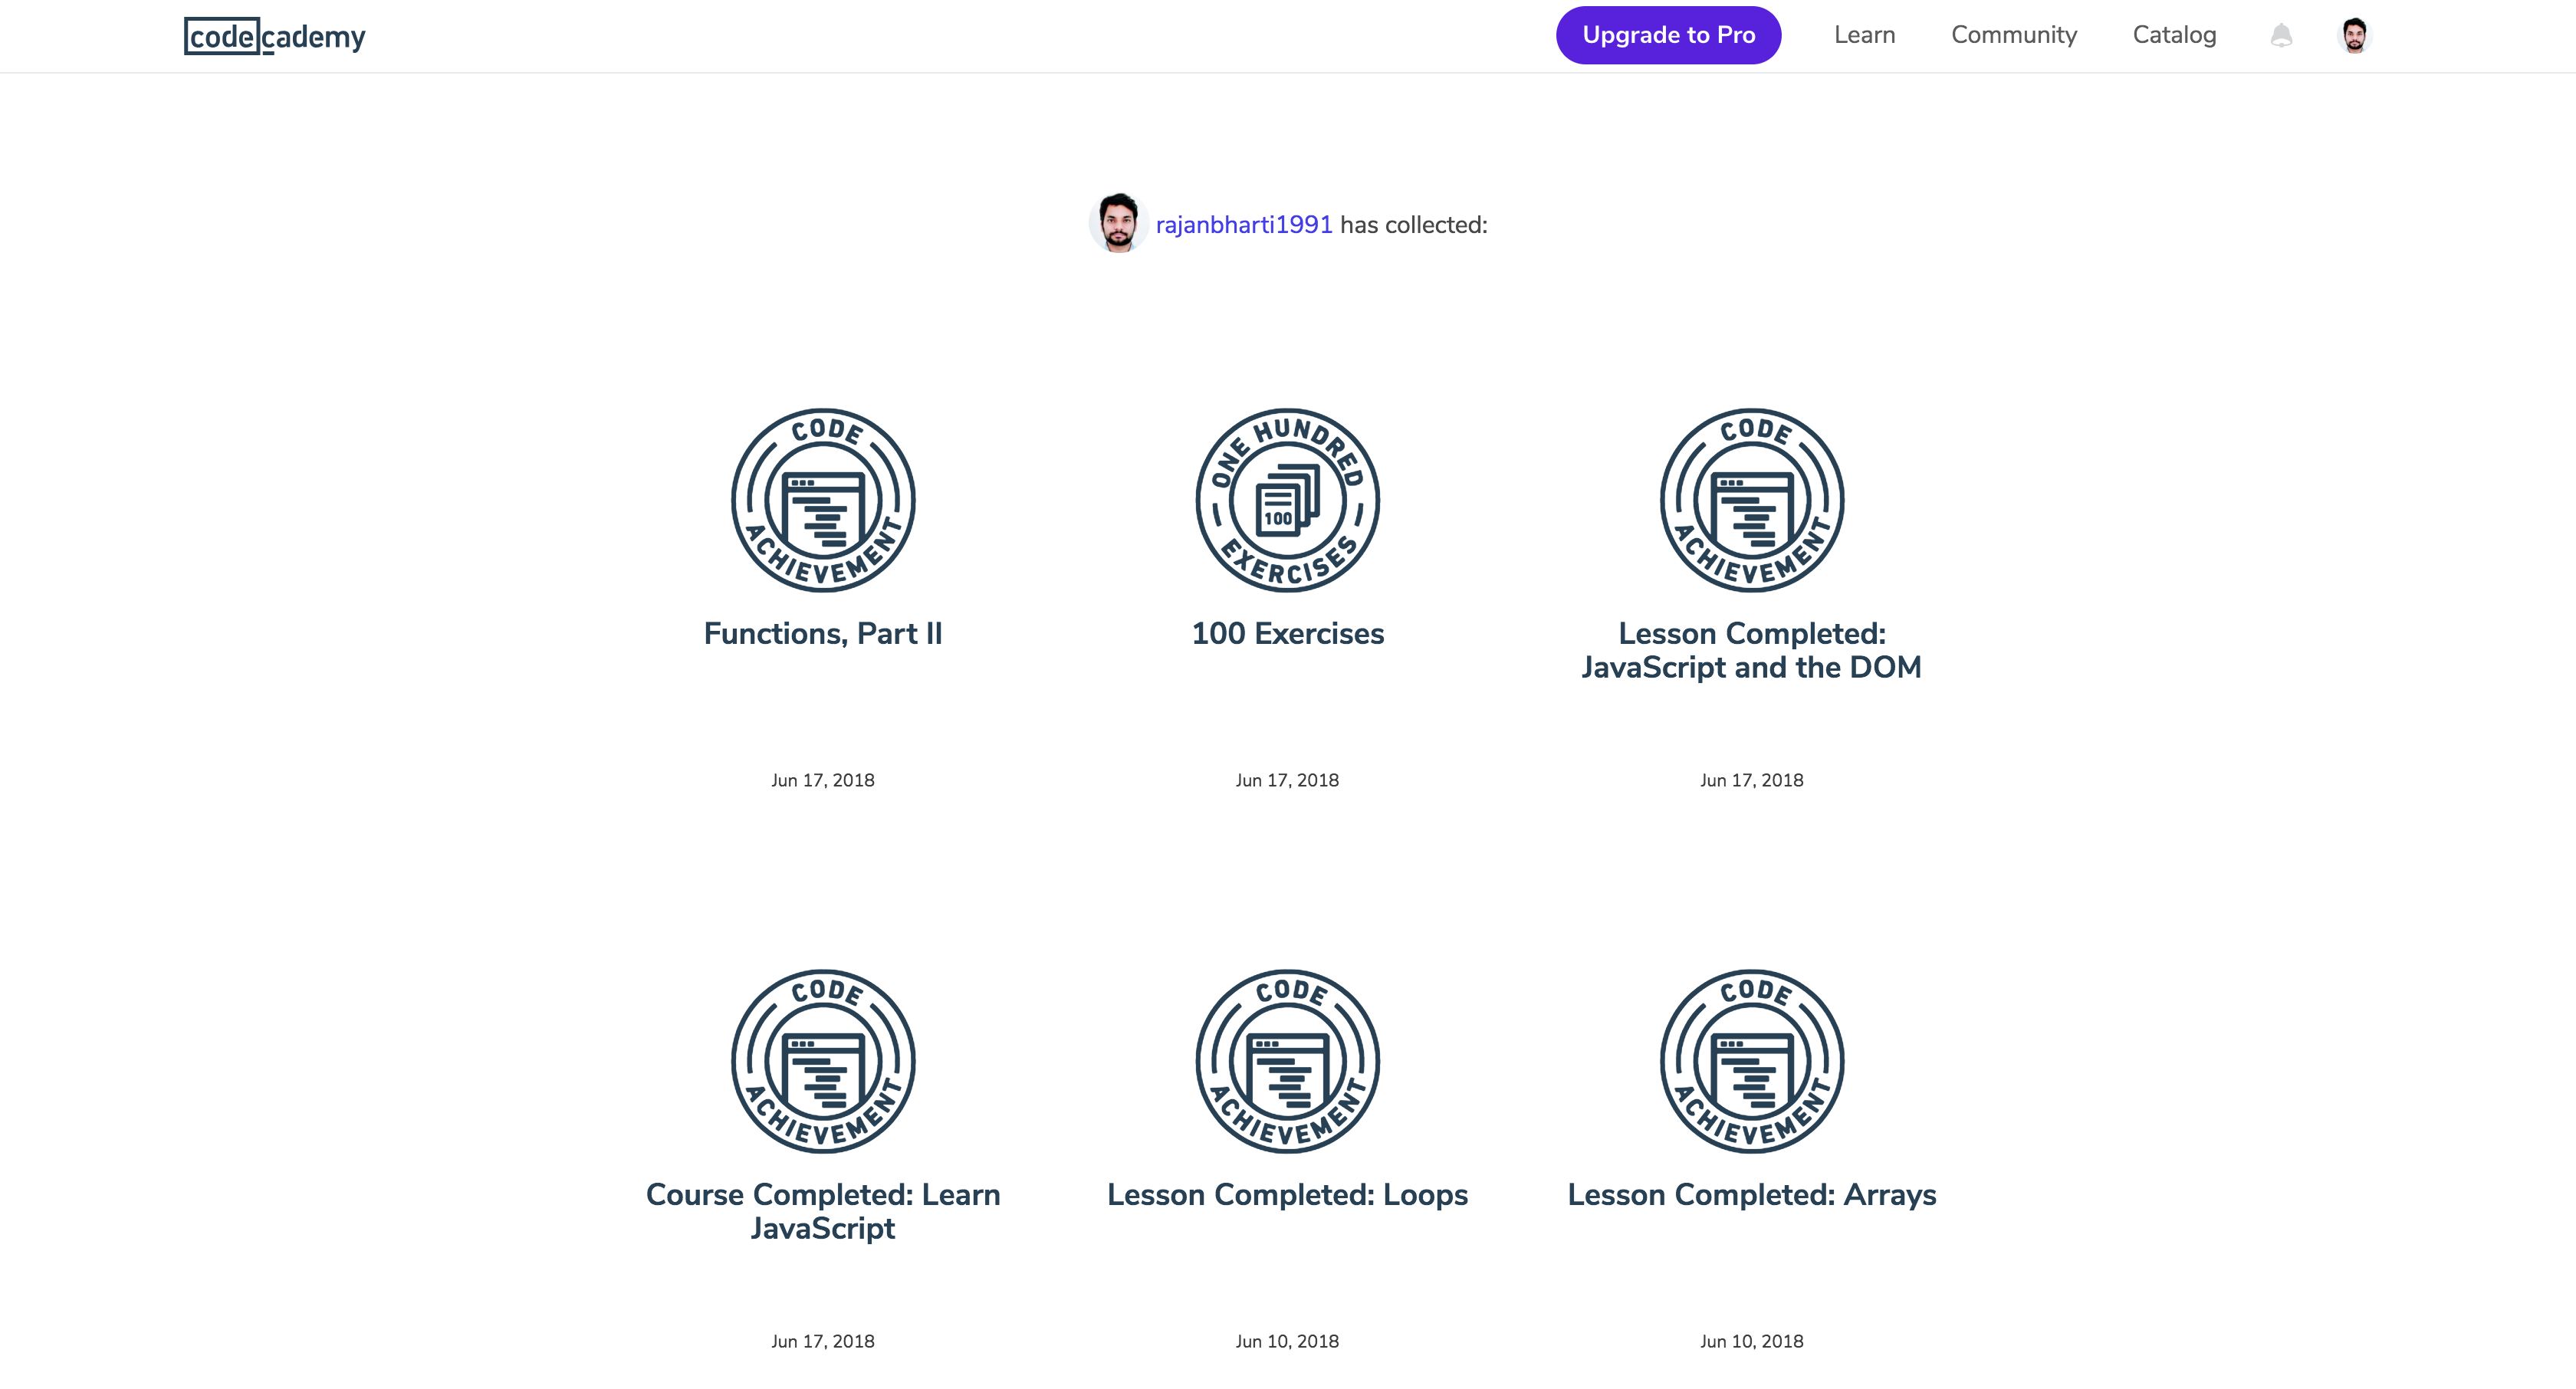 codecademy
Upgrade to Pro Learn Community Catalog
rajanbharti1991 has collected:
CODE ACHIEVEMENT
ONE HUNDRED EXERCISES
100
CODE ACHIEVEMENT
Functions, Part II
100 Exercises
Lesson Completed:
JavaScript and the DOM
Jun 17, 2018
Jun 17, 2018
Jun 17, 2018
CODE ACHIEVEMENT
CODE ACHIEVEMENT
CODE ACHIEVEMENT
Course Completed: Learn
JavaScript
Lesson Completed: Loops
Lesson Completed: Arrays
Jun 17, 2018
Jun 10, 2018
Jun 10, 2018